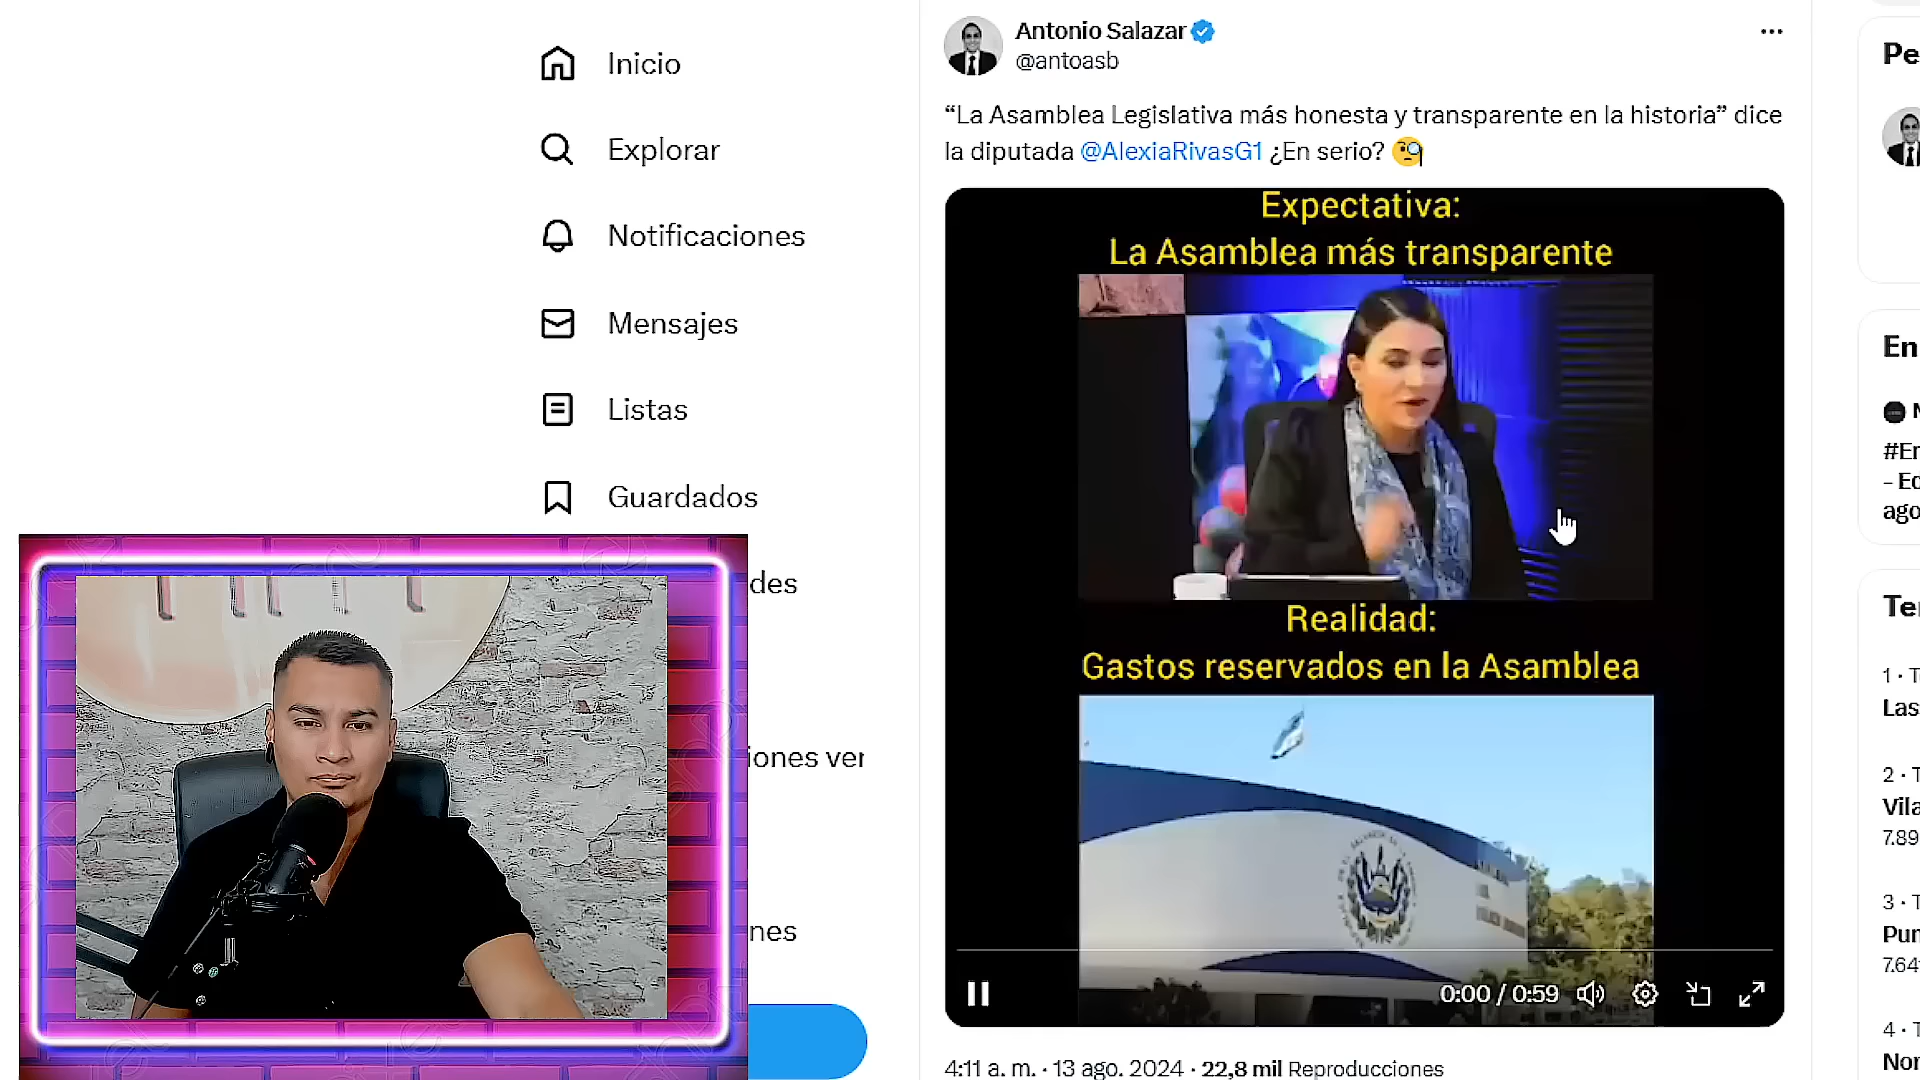 Inicio
Explorar
Notificaciones
Mensajes
Listas
Guardados
des
iones ver
nes
Antonio Salazar
@antoasb
“La Asamblea Legislativa más honesta y transparente en la historia” dice
la diputada @AlexiaRivasG1 ¿En serio? 🧐
Expectativa:
La Asamblea más transparente
Realidad:
Gastos reservados en la Asamblea
0:00 / 0:59
4:11 a. m. · 13 ago. 2024 · 22,8 mil Reproducciones
Pe
En
#En
- Ec
ago
Ter
1 · T
Las
2 · T
Vila
7.89
3 · T
Pun
7.64
4 · T
Nor